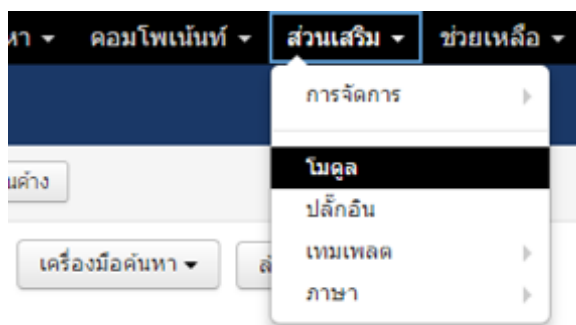 คอมโพเน้นท์ ส่วนเสริม ช่วยเหลือ
การจัดการ
โมดูล
ปลั๊กอิน
เครื่องมือค้นหา
เทมเพลต
ภาษา